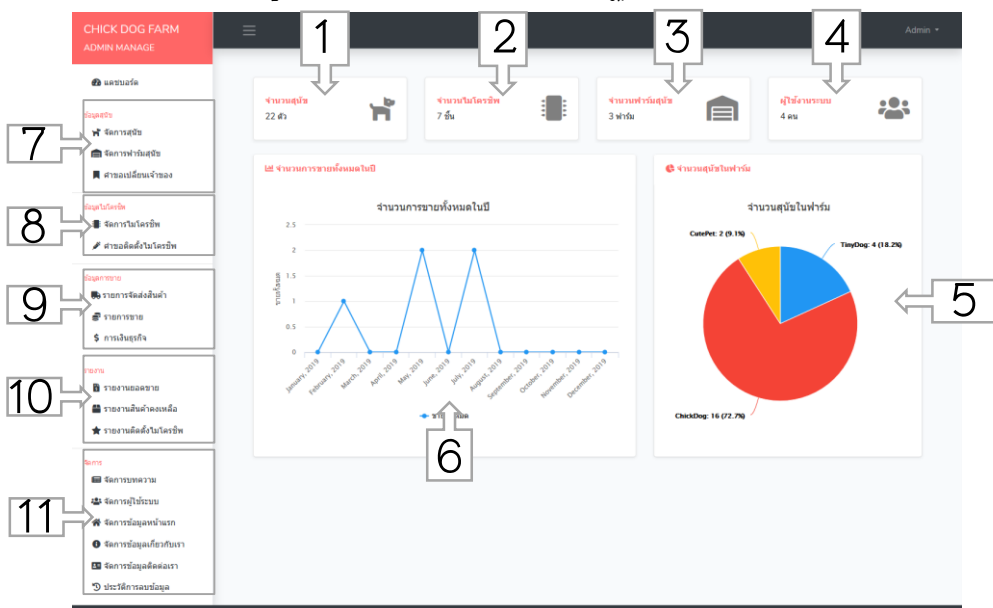 1
2
3
4
CHICK DOG FARM
ADMIN MANAGE
Admin
แดชบอร์ด
จำนวนสุนัข
22 ตัว
จำนวนไมโครชิพ
7 ชิ้น
จำนวนฟาร์มสุนัข
3 ฟาร์ม
ผู้ใช้งานระบบ
4 คน
7
ข้อมูลสุนัข
จัดการสุนัข
จัดการฟาร์มสุนัข
คำขอเปลี่ยนเจ้าของ
8
ข้อมูลไมโครชิพ
จัดการไมโครชิพ
คำขอติดตั้งไมโครชิพ
9
ข้อมูลการขาย
รายการจัดส่งสินค้า
รายการขาย
การเงินธุรกิจ
10
รายงาน
รายงานยอดขาย
รายงานสินค้าคงเหลือ
รายงานติดตั้งไมโครชิพ
11
จัดการ
จัดการบทความ
จัดการผู้ใช้ระบบ
จัดการข้อมูลหน้าแรก
จัดการข้อมูลเกี่ยวกับเรา
จัดการข้อมูลติดต่อเรา
ประวัติการลบข้อมูล
จำนวนการขายทั้งหมดในปี
จำนวนการขายทั้งหมดในปี
2.5
2
1.5
1
0.5
0
January, 2019
February, 2019
March, 2019
April, 2019
May, 2019
June, 2019
July, 2019
August, 2019
September, 2019
October, 2019
November, 2019
December, 2019
6
จำนวนสุนัขในฟาร์ม
จำนวนสุนัขในฟาร์ม
CutePet: 2 (9.1%)
TinyDog: 4 (18.2%)
ChickDog: 16 (72.7%)
5